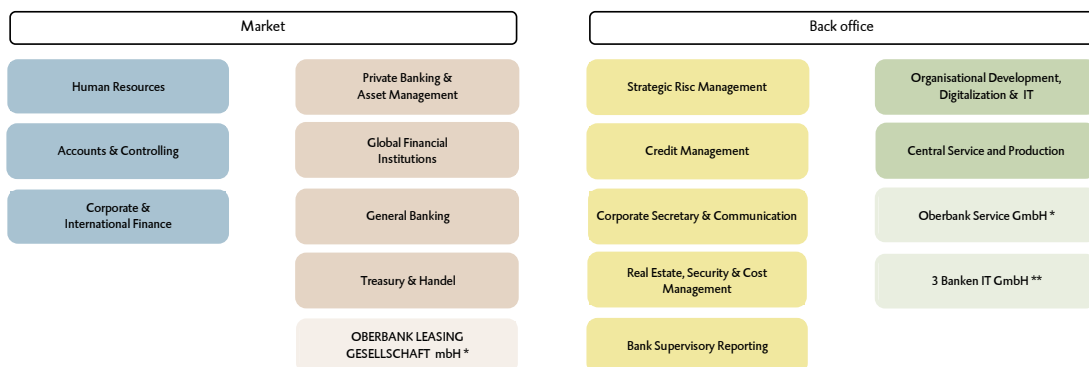 Market
Back office
Human Resources
Accounts & Controlling
Corporate &
International Finance
Private Banking &
Asset Management
Global Financial
Institutions
General Banking
Treasury & Handel
OBERBANK LEASING
GESELLSCHAFT mbH *
Strategic Risc Management
Credit Management
Corporate Secretary & Communication
Real Estate, Security & Cost
Management
Bank Supervisory Reporting
Organisational Development,
Digitalization & IT
Central Service and Production
Oberbank Service GmbH *
3 Banken IT GmbH **